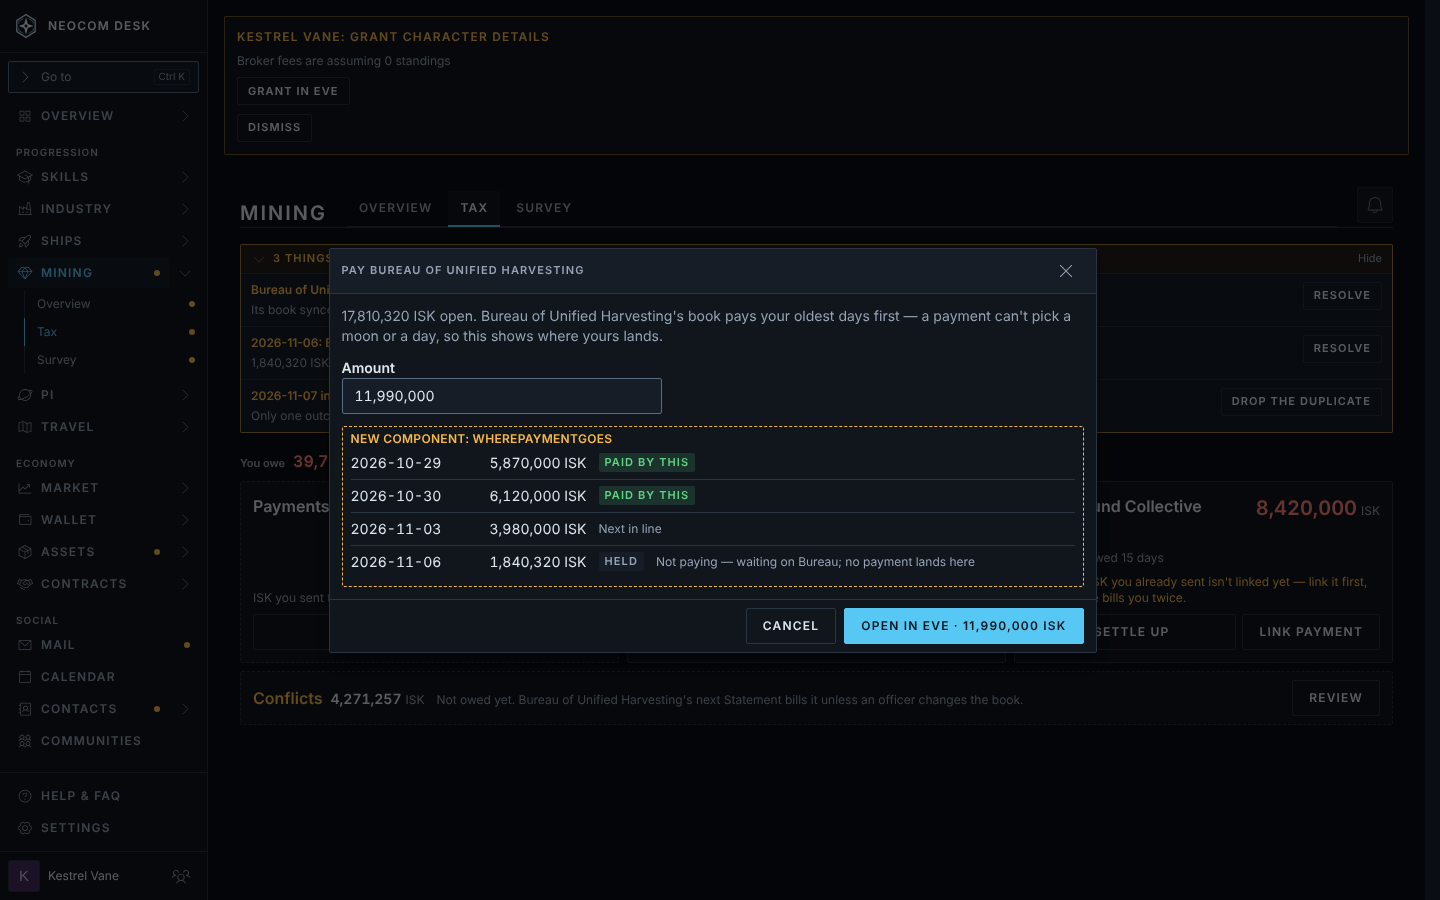 NEOCOM DESK
Go to
Ctrl K
OVERVIEW
PROGRESSION
SKILLS
INDUSTRY
SHIPS
MINING
Overview
Tax
Survey
PI
TRAVEL
ECONOMY
MARKET
WALLET
ASSETS
CONTRACTS
SOCIAL
MAIL
CALENDAR
CONTACTS
COMMUNITIES
HELP & FAQ
SETTINGS
K
Kestrel Vane
KESTREL VANE: GRANT CHARACTER DETAILS
Broker fees are assuming 0 standings
GRANT IN EVE
DISMISS
MINING
OVERVIEW
TAX
SURVEY
3 THINGS
Hide
Bureau of Uni
Its book sync
RESOLVE
2026-11-06:
1,840,320 ISK
RESOLVE
2026-11-07 in
Only one out
DROP THE DUPLICATE
You owe 39,7
Payments
ISK you sent
PAY BUREAU OF UNIFIED HARVESTING
17,810,320 ISK open. Bureau of Unified Harvesting's book pays your oldest days first — a payment can't pick a
moon or a day, so this shows where yours lands.
Amount
11,990,000
NEW COMPONENT: WHEREPAYMENTGOES
2026-10-29 5,870,000 ISK PAID BY THIS
2026-10-30 6,120,000 ISK PAID BY THIS
2026-11-03 3,980,000 ISK Next in line
2026-11-06 1,840,320 ISK HELD Not paying — waiting on Bureau; no payment lands here
CANCEL
OPEN IN EVE · 11,990,000 ISK
und Collective
8,420,000 ISK
wed 15 days
SK you already sent isn't linked yet — link it first,
bills you twice.
SETTLE UP
LINK PAYMENT
Conflicts 4,271,257 ISK Not owed yet. Bureau of Unified Harvesting's next Statement bills it unless an officer changes the book.
REVIEW